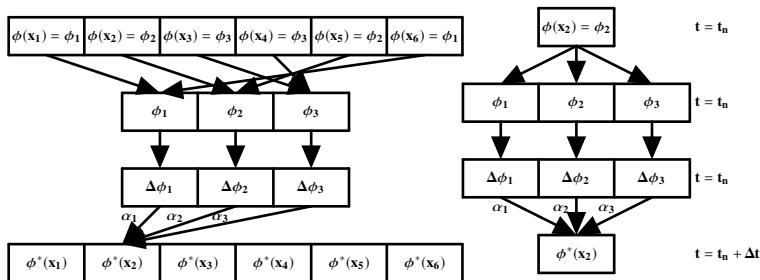 ϕ(x₁) = ϕ₁ ϕ(x₂) = ϕ₂ ϕ(x₃) = ϕ₃ ϕ(x₄) = ϕ₃ ϕ(x₅) = ϕ₂ ϕ(x₆) = ϕ₁
ϕ₁ ϕ₂ ϕ₃
Δϕ₁ Δϕ₂ Δϕ₃
α₁ α₂ α₃
ϕ*(x₁) ϕ*(x₂) ϕ*(x₃) ϕ*(x₄) ϕ*(x₅) ϕ*(x₆)
ϕ(x₂) = ϕ₂ t = tₙ
ϕ₁ ϕ₂ ϕ₃ t = tₙ
Δϕ₁ Δϕ₂ Δϕ₃ t = tₙ
α₁ α₂ α₃
ϕ*(x₂) t = tₙ + Δt